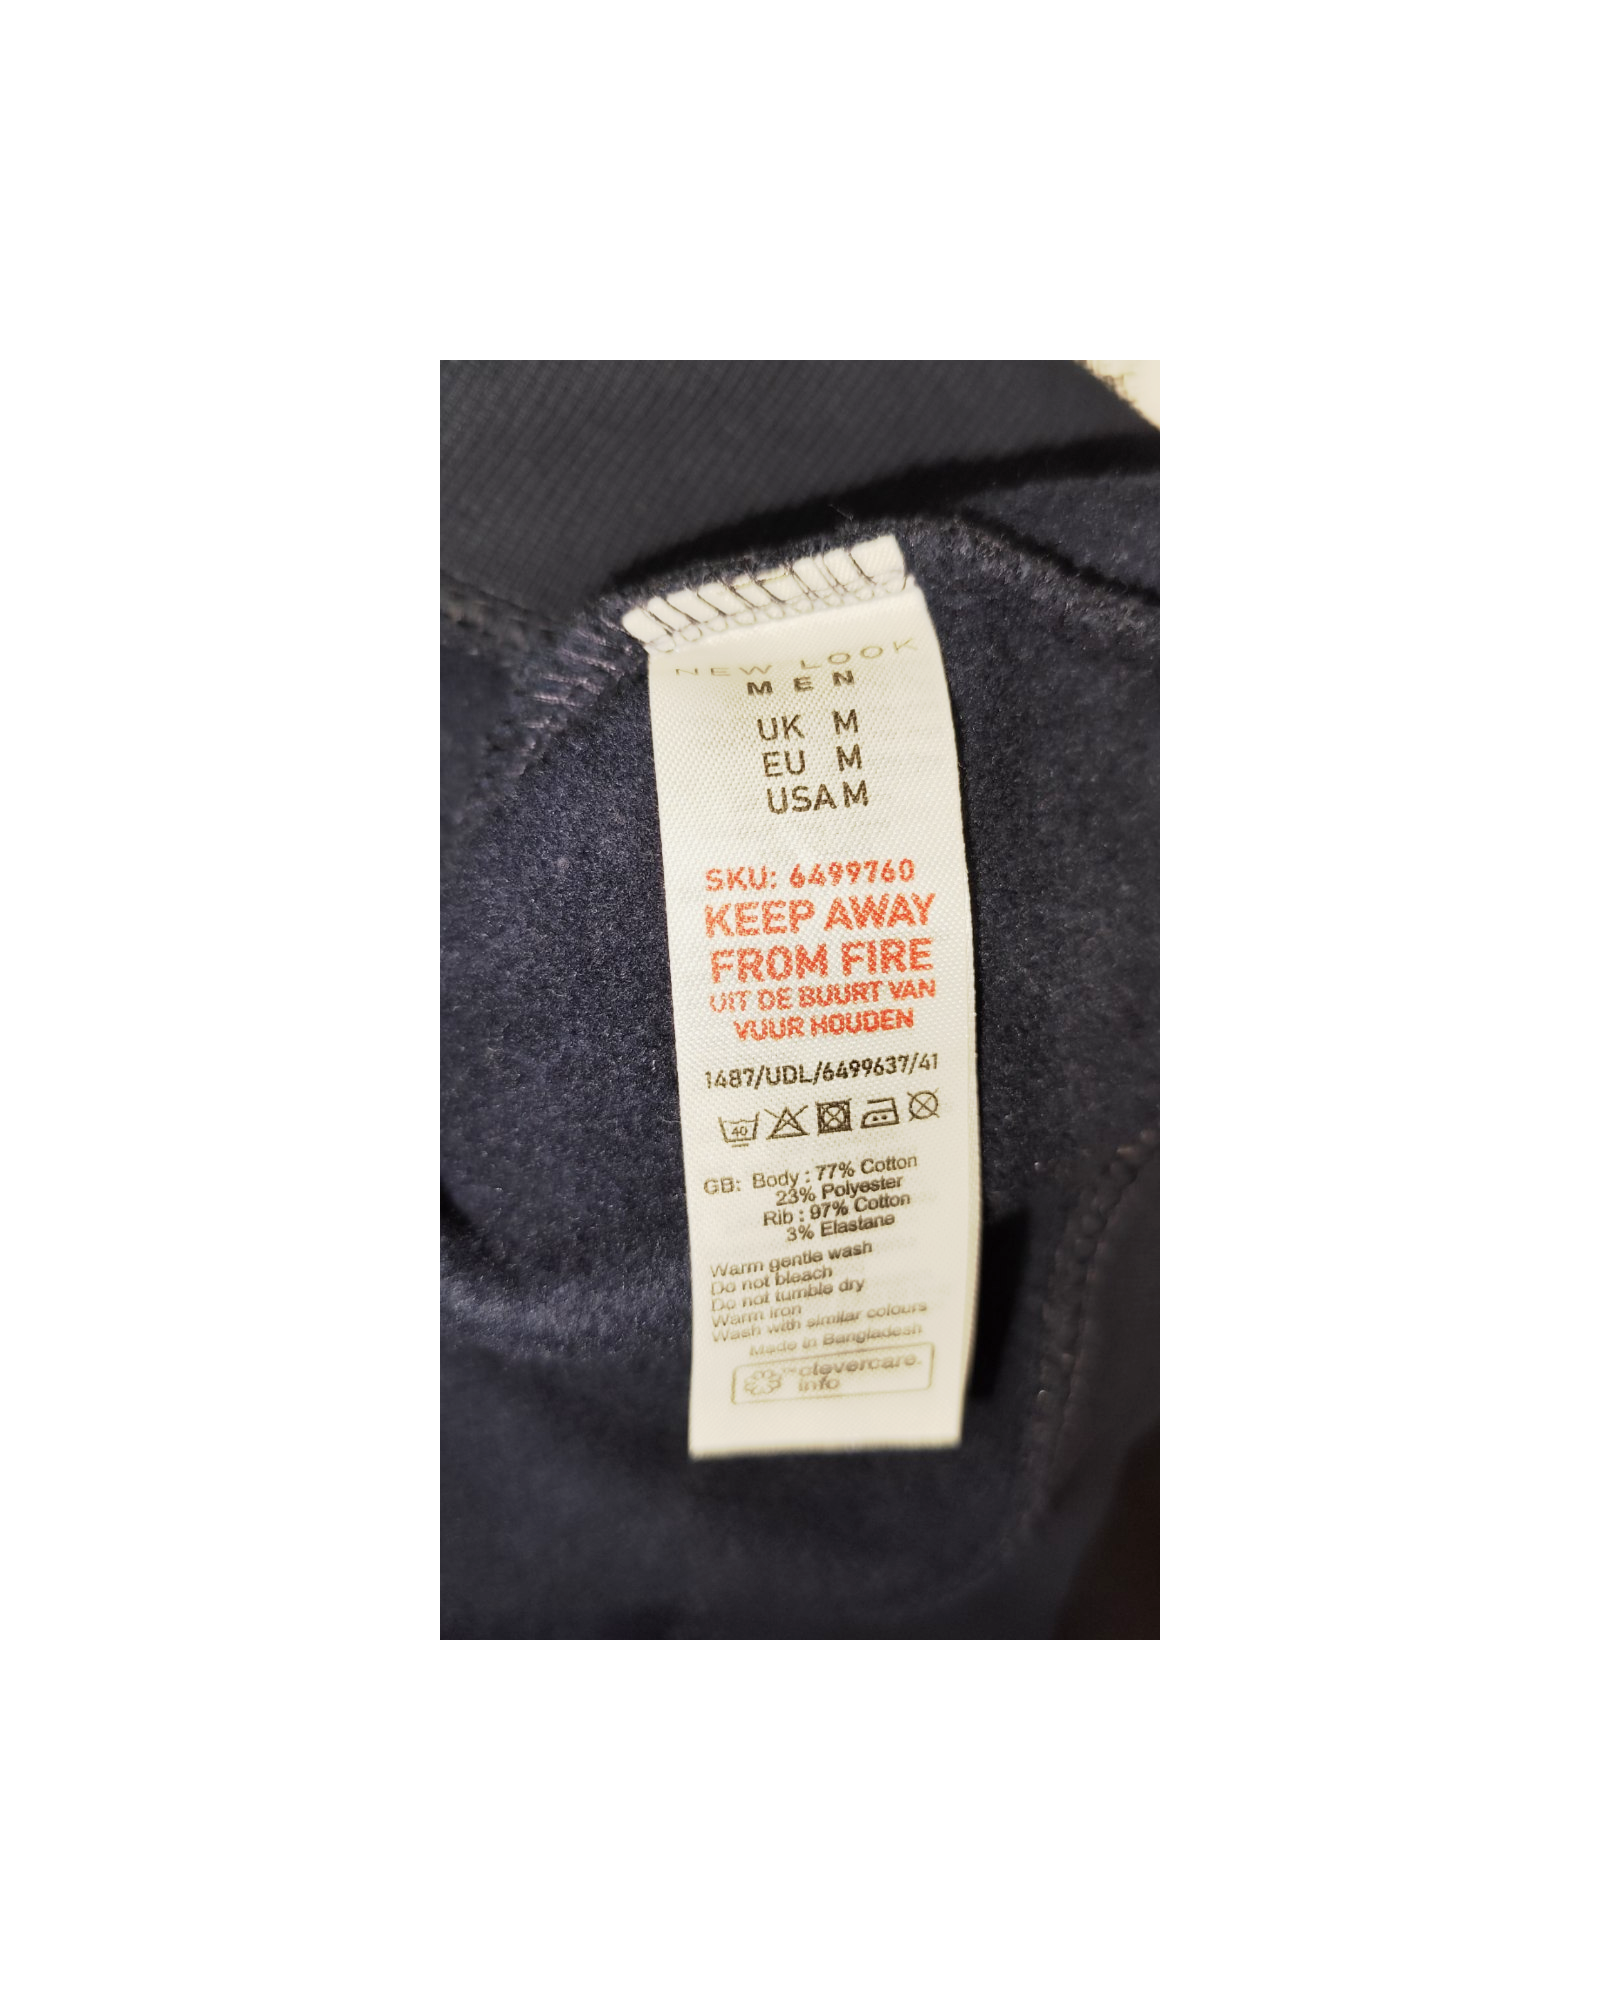 NEW LOOK
MEN
UK M
EU M
USA M
SKU: 6499760
KEEP AWAY
FROM FIRE
UIT DE BUURT VAN
VUUR HOUDEN
1487/UDL/6499637/41
40
GB: Body : 77% Cotton
23% Polyester
Rib : 97% Cotton
3% Elastane
Warm gentle wash
Do not bleach
Do not tumble dry
Warm iron
Wash with similar colours
Made in Bangladesh
™clevercare.
info